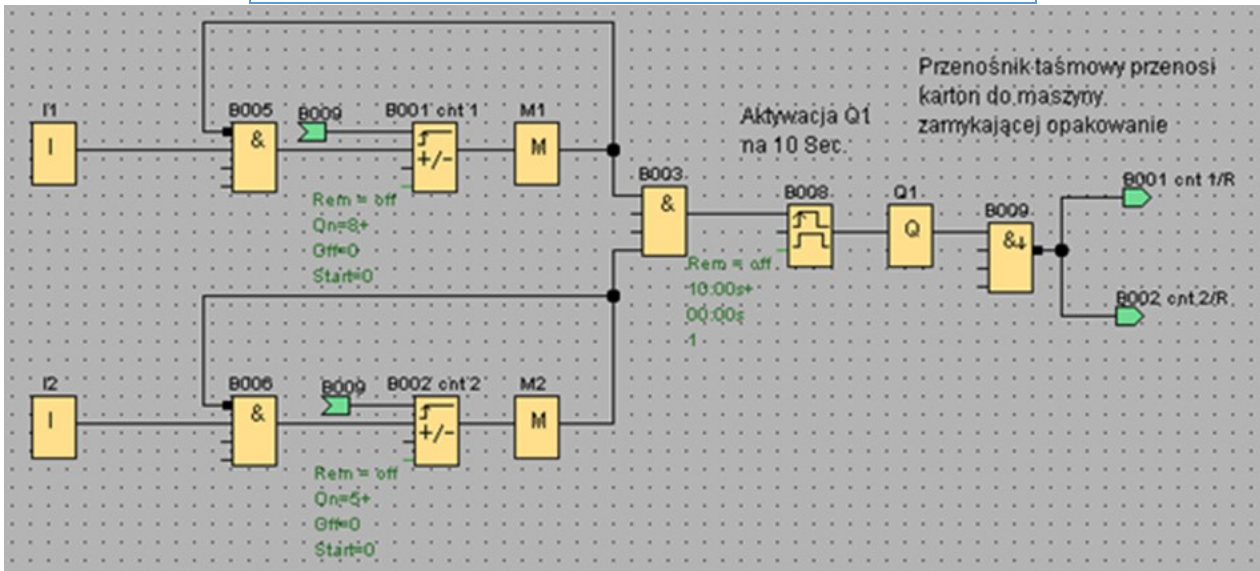 I1
I
B005
&
B009
B001 cnt 1
+/-
M1
M
Rem = off
On=8+
Off=0
Start=0
B003
&
Aktywacja Q1
na 10 Sec.
B008
Rem = off
10:00s+
00:00s
1
Q1
Q
B009
&↓
Przenośnik taśmowy przenosi
karton do maszyny
zamykającej opakowanie
B001 cnt 1/R
B002 cnt 2/R
I2
I
B006
&
B009
B002 cnt 2
+/-
M2
M
Rem = off
On=5+
Off=0
Start=0